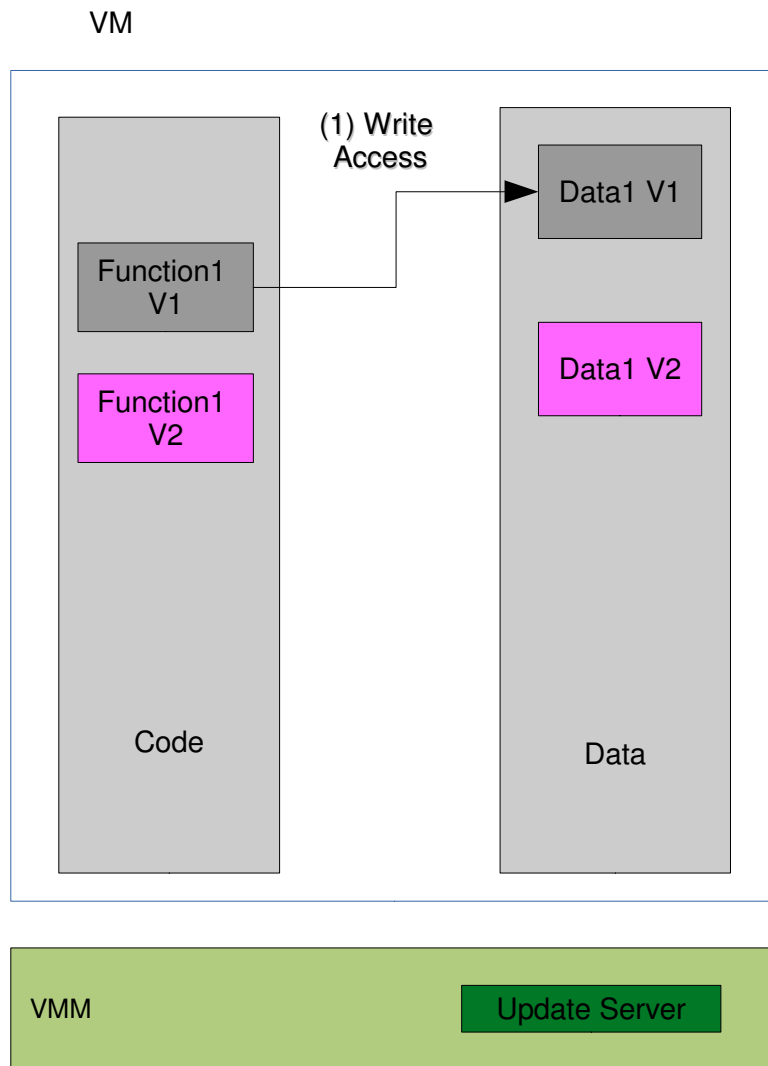 VM
(1) Write
Access
Data1 V1
Function1
V1
Data1 V2
Function1
V2
Code
Data
VMM
Update Server